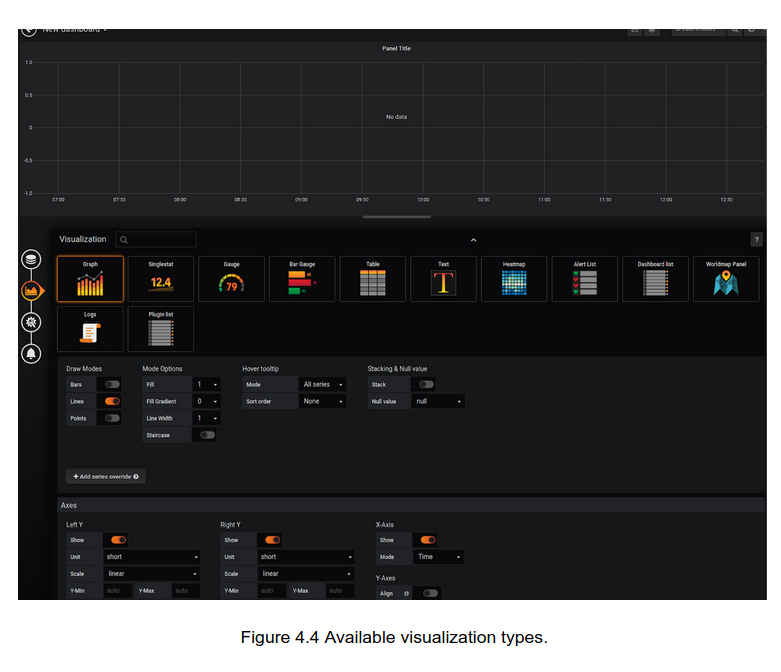 New dashboard
Panel Title
1.0
0.5
No data
0
-0.5
-1.0
07:00 07:30 08:00 08:30 09:00 09:30 10:00 10:30 11:00 11:30 12:00 12:30
Visualization
?
Graph Singlestat Gauge Bar Gauge Table Text Heatmap Alert List Dashboard list Worldmap Panel
12.4 79 T
Logs Plugin list
Draw Modes Mode Options Hover tooltip Stacking & Null value
Bars Fill 1 Mode All series Stack
Lines Fill Gradient 0 Sort order None Null value null
Points Line Width 1
Staircase
+ Add series override
Axes
Left Y Right Y X-Axis
Show Show Show
Unit short Unit short Mode Time
Scale linear Scale linear Y-Axes
Y-Min auto Y-Max auto Y-Min auto Y-Max auto Align
Figure 4.4 Available visualization types.